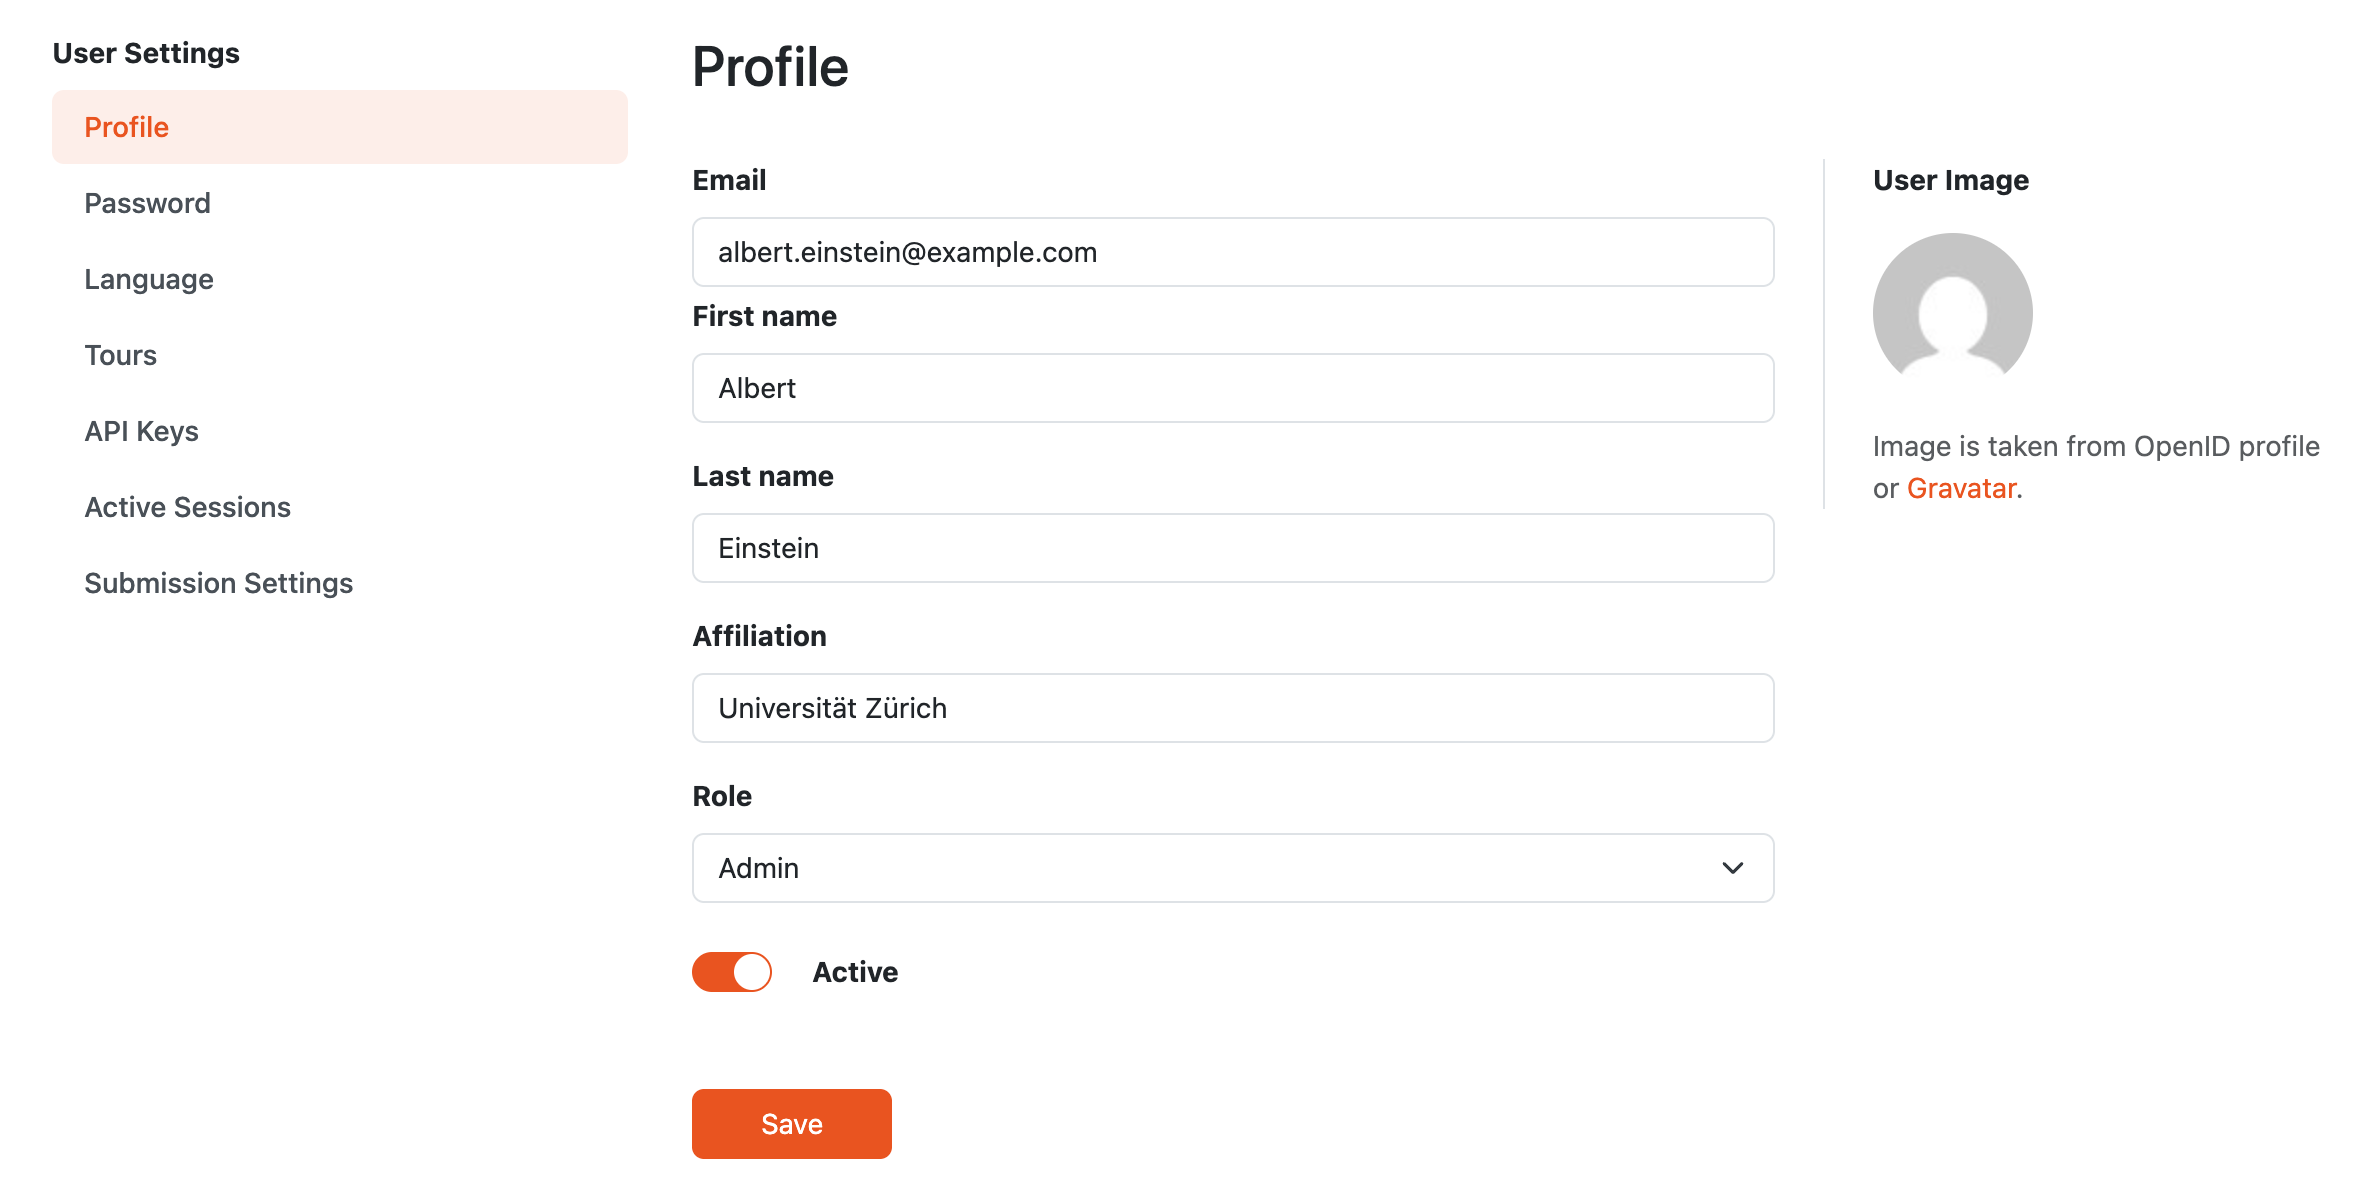 User Settings
Profile
Password
Language
Tours
API Keys
Active Sessions
Submission Settings
Profile
Email
albert.einstein@example.com
First name
Albert
Last name
Einstein
Affiliation
Universität Zürich
Role
Admin
Active
Save
User Image
Image is taken from OpenID profile
or Gravatar.